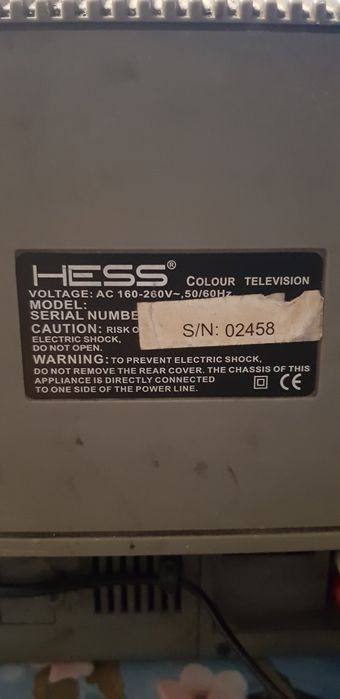 HESS® COLOUR TELEVISION
VOLTAGE: AC 160-260V~,50/60Hz
MODEL:
SERIAL NUMBE
S/N: 02458
CAUTION: RISK O
ELECTRIC SHOCK,
DO NOT OPEN.
WARNING: TO PREVENT ELECTRIC SHOCK,
DO NOT REMOVE THE REAR COVER. THE CHASSIS OF THIS
APPLIANCE IS DIRECTLY CONNECTED
TO ONE SIDE OF THE POWER LINE. CE